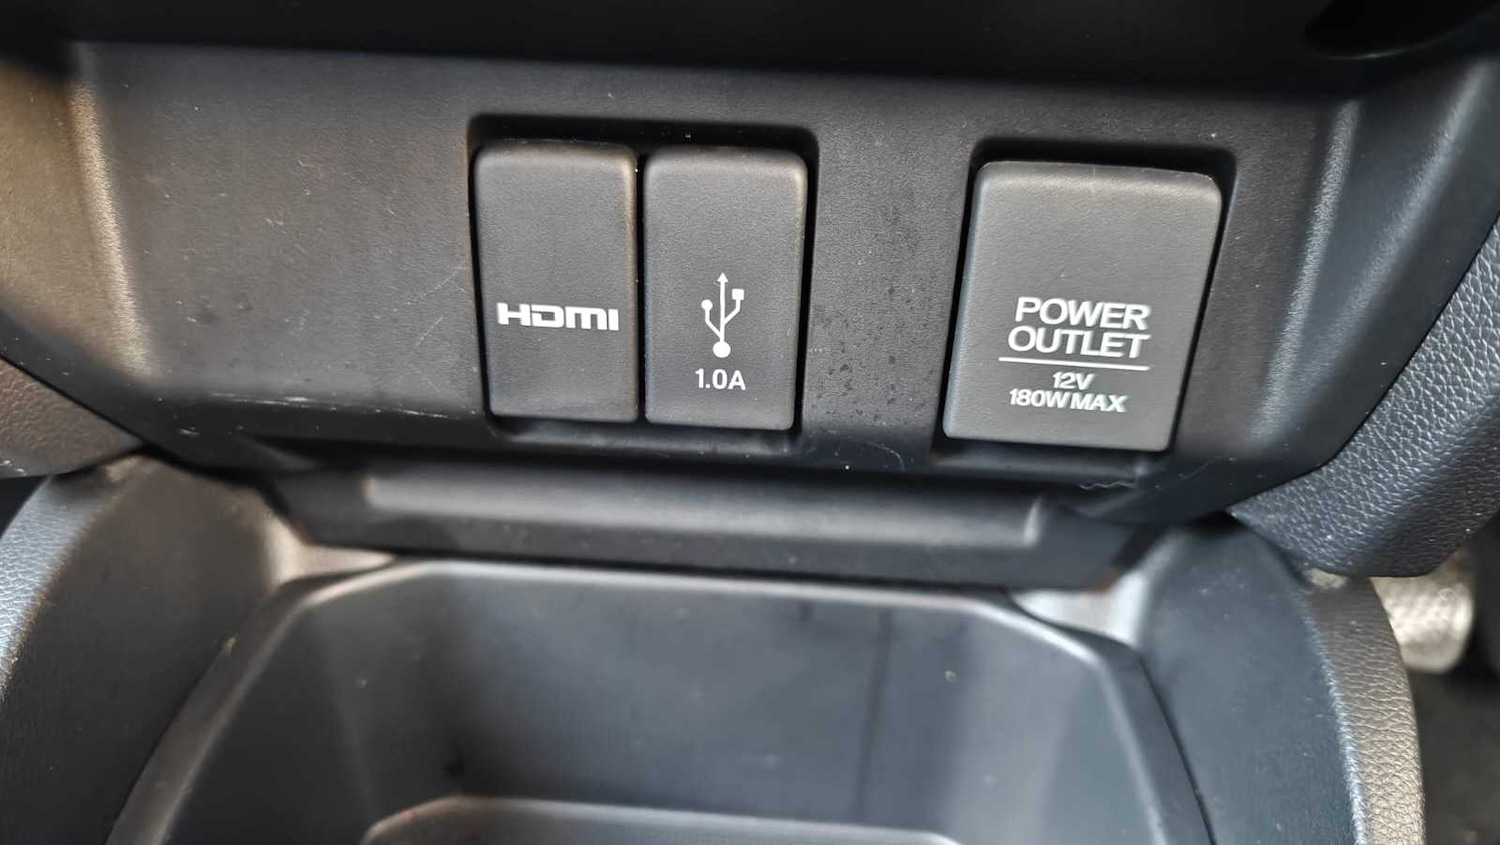 HDMI
1.0A
POWER
OUTLET
12V
180W MAX